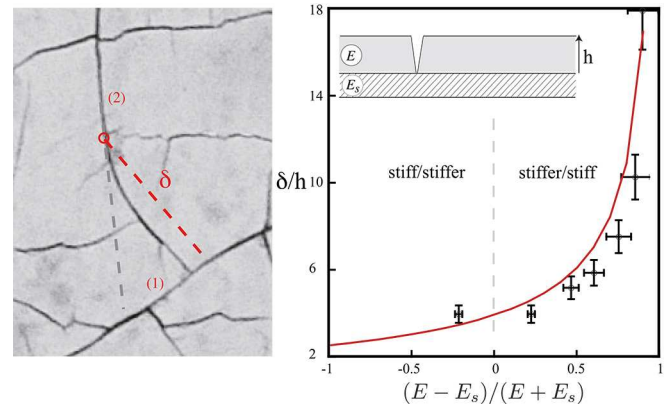 (2)
δ
(1)
18
14
10
6
2
δ/h
E
E_s
h
stiff/stiffer
stiffer/stiff
-1
-0.5
0
0.5
1
(E − E_s)/(E + E_s)